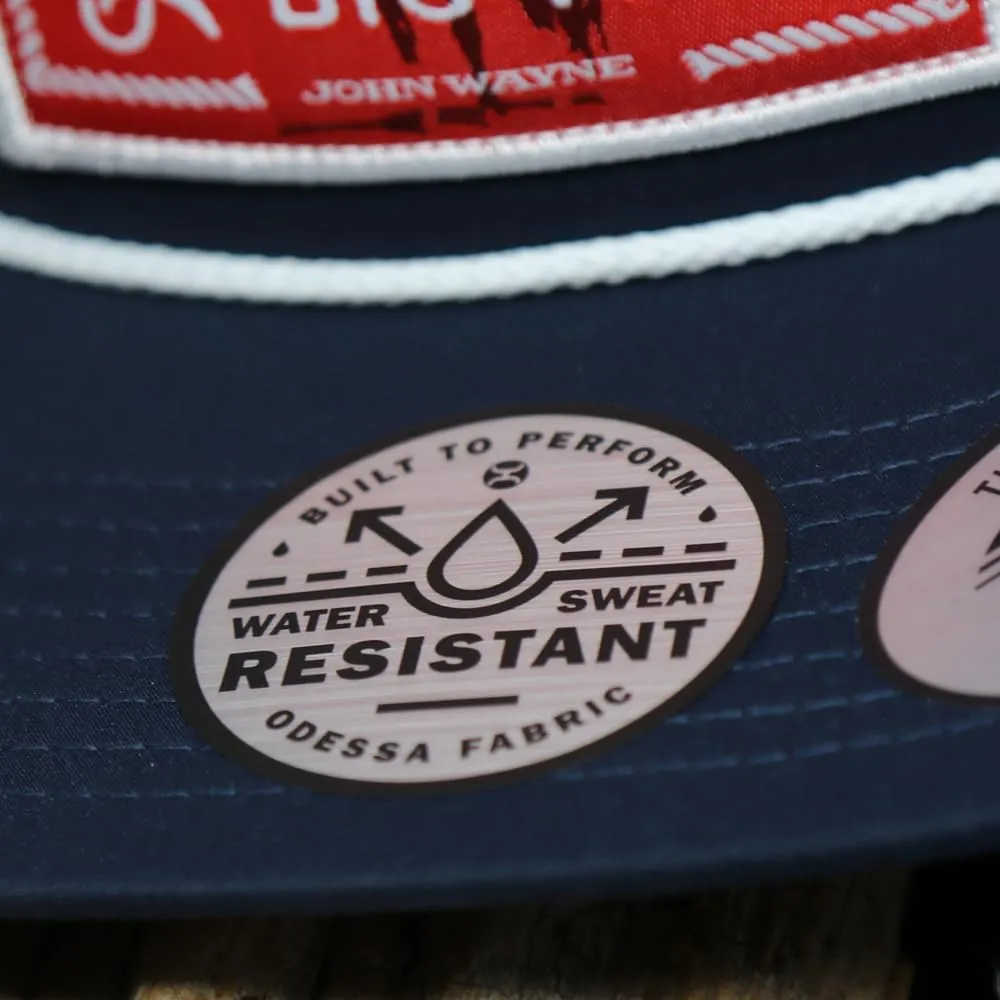 JOHN WAYNE
BUILT TO PERFORM
WATER SWEAT
RESISTANT
ODESSA FABRIC